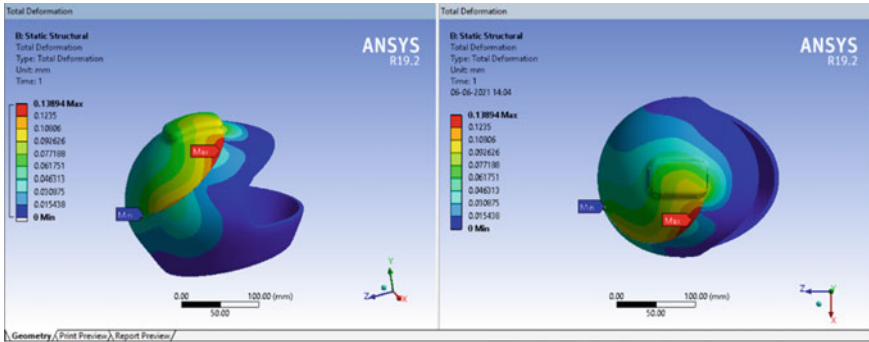 Total Deformation
B: Static Structural
Total Deformation
Type: Total Deformation
Unit: mm
Time: 1
ANSYS
R19.2
0.13894 Max
0.1235
0.10806
0.092626
0.077188
0.061751
0.046313
0.030875
0.015438
0 Min
Max
Min
Y
Z
X
0.00
100.00 (mm)
50.00
Total Deformation
B: Static Structural
Total Deformation
Type: Total Deformation
Unit: mm
Time: 1
06-06-2021 14:04
ANSYS
R19.2
0.13894 Max
0.1235
0.10806
0.092626
0.077188
0.061751
0.046313
0.030875
0.015438
0 Min
Min
Max
0.00
100.00 (mm)
50.00
Z
Y
X
Geometry Print Preview Report Preview